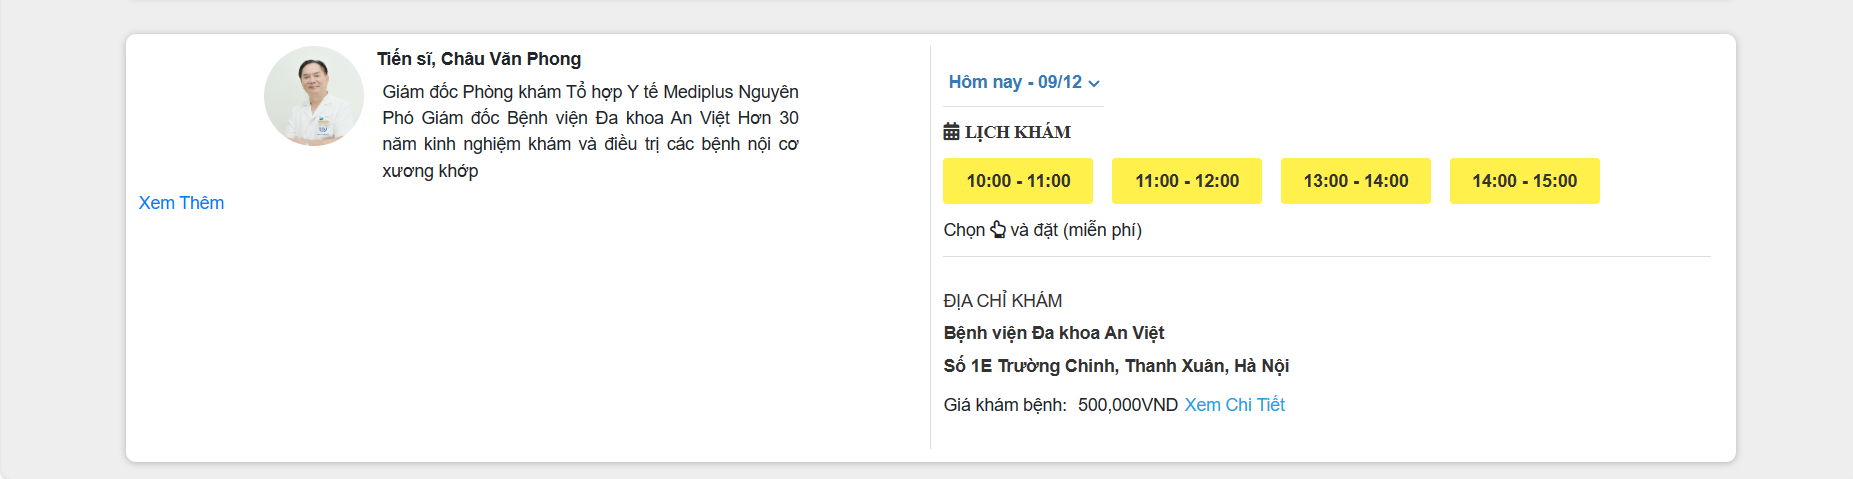 Tiến sĩ, Châu Văn Phong
Giám đốc Phòng khám Tổ hợp Y tế Mediplus Nguyên
Phó Giám đốc Bệnh viện Đa khoa An Việt Hơn 30
năm kinh nghiệm khám và điều trị các bệnh nội cơ
xương khớp
Xem Thêm
Hôm nay - 09/12
LỊCH KHÁM
10:00 - 11:00
11:00 - 12:00
13:00 - 14:00
14:00 - 15:00
Chọn và đặt (miễn phí)
ĐỊA CHỈ KHÁM
Bệnh viện Đa khoa An Việt
Số 1E Trường Chinh, Thanh Xuân, Hà Nội
Giá khám bệnh: 500,000VND Xem Chi Tiết